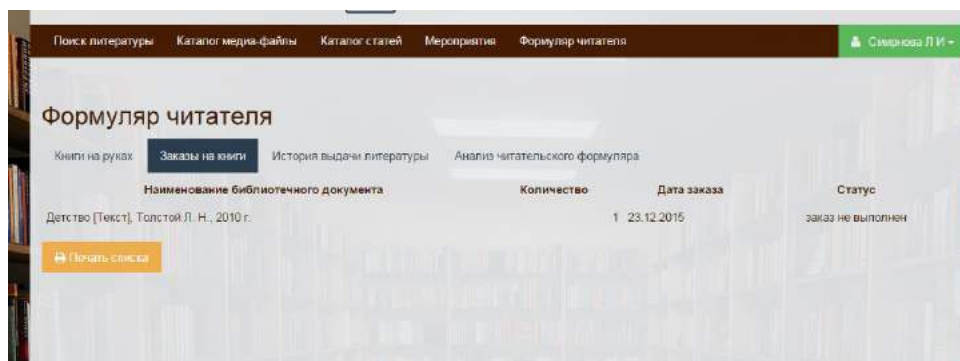 Поиск литературы Каталог медиа-файлы Каталог статей Мероприятия Формуляр читателя Смирнова Л И
Формуляр читателя
Книги на руках Заказы на книги История выдачи литературы Анализ читательского формуляра
Наименование библиотечного документа Количество Дата заказа Статус
Детство [Текст], Толстой Л. Н., 2010 г. 1 23.12.2015 заказ не выполнен
Печать списка